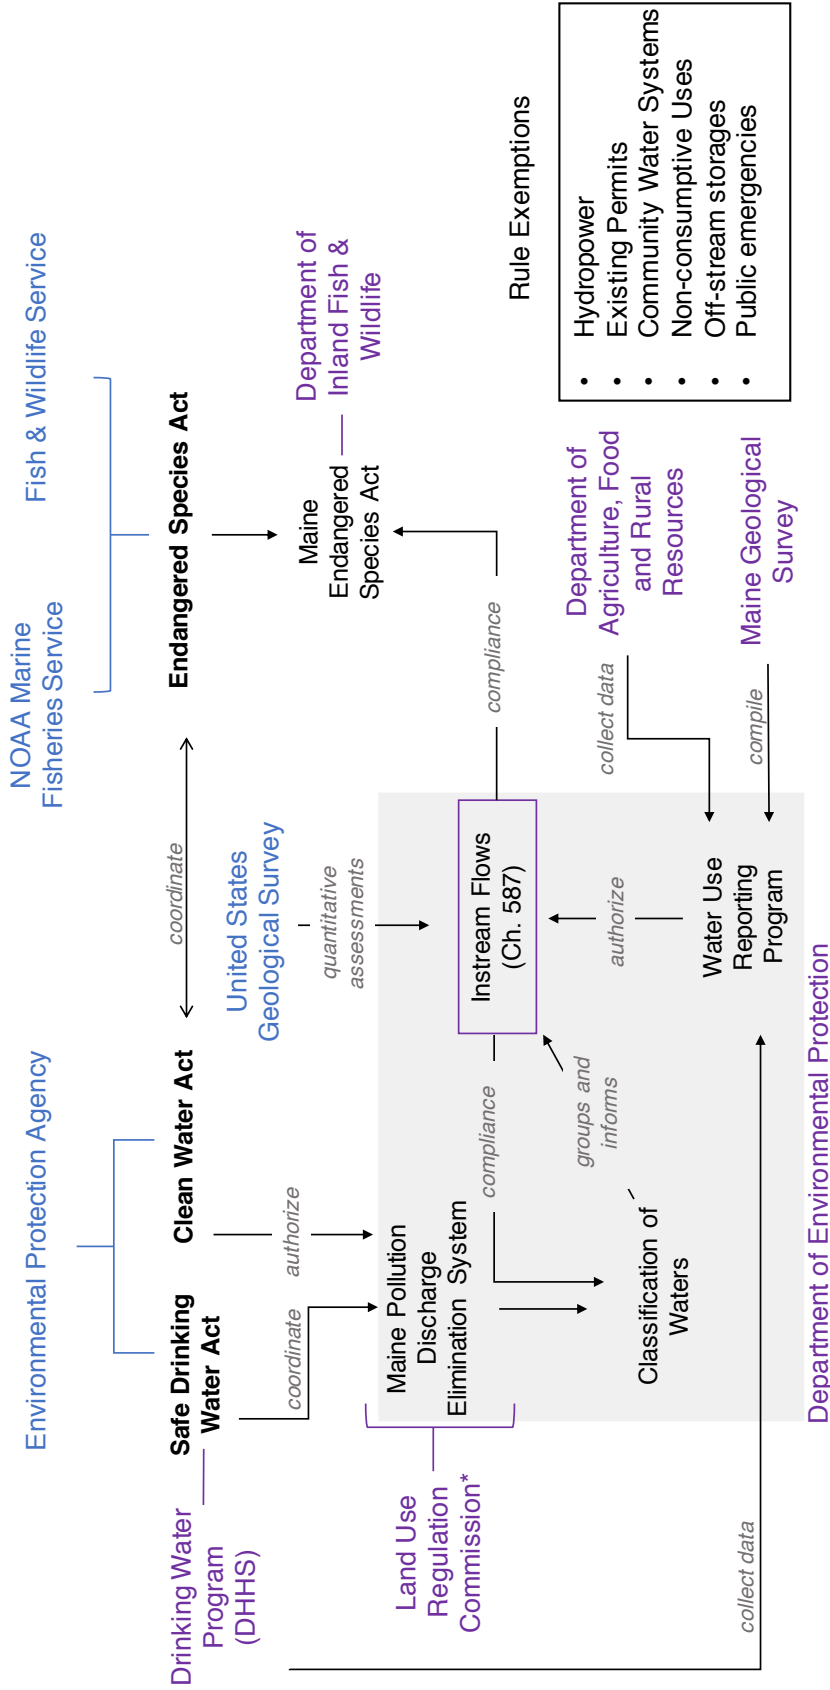 Environmental Protection Agency
NOAA Marine
Fisheries Service
Fish & Wildlife Service
Drinking Water
Program
(DHHS)
Safe Drinking
Water Act
Clean Water Act
coordinate
Endangered Species Act
United States
Geological Survey
coordinate
authorize
quantitative
assessments
Maine
Endangered
Species Act
Department of
Inland Fish &
Wildlife
Land Use
Regulation
Commission*
Maine Pollution
Discharge
Elimination System
compliance
Instream Flows
(Ch. 587)
compliance
groups and
informs
authorize
collect data
Department of
Agriculture, Food
and Rural
Resources
Rule Exemptions
• Hydropower
• Existing Permits
• Community Water Systems
• Non-consumptive Uses
• Off-stream storages
• Public emergencies
Classification of
Waters
Water Use
Reporting
Program
compile
Maine Geological
Survey
collect data
Department of Environmental Protection